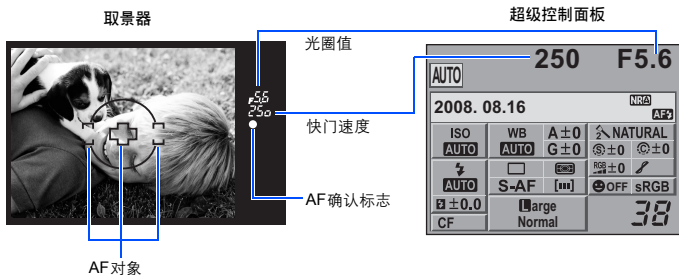 取景器
超级控制面板
光圈值
F5.6
250
快门速度
AF确认标志
AF对象
250 F5.6
AUTO
2008. 08.16
NR
AF
ISO WB A±0 2 NATURAL
AUTO AUTO G±0 S±0 C±0
RGB ±0
AUTO S-AF OFF sRGB
±0.0 Large
CF Normal 38